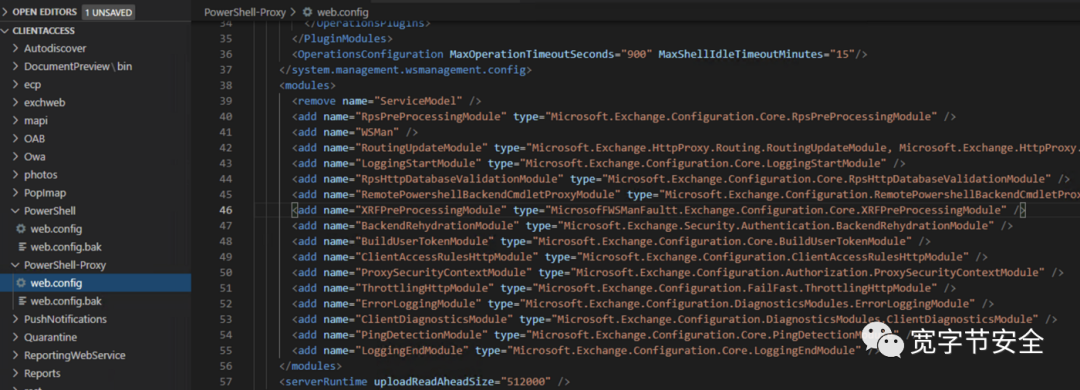 OPEN EDITORS 1 UNSAVED
CLIENTACCESS
Autodiscover
DocumentPreview \ bin
ecp
exchweb
mapi
OAB
Owa
photos
PopImap
PowerShell
web.config
web.config.bak
PowerShell-Proxy
web.config
web.config.bak
PushNotifications
Quarantine
ReportingWebService
Reports
PowerShell-Proxy > web.config
34 </OperationsPlugins>
35 </PluginModules>
36 <OperationsConfiguration MaxOperationTimeoutSeconds="900" MaxShellIdleTimeoutMinutes="15"/>
37 </system.management.wsmanagement.config>
38 <modules>
39 <remove name="ServiceModel" />
40 <add name="RpsPreProcessingModule" type="Microsoft.Exchange.Configuration.Core.RpsPreProcessingModule" />
41 <add name="WSMan" />
42 <add name="RoutingUpdateModule" type="Microsoft.Exchange.HttpProxy.Routing.RoutingUpdateModule, Microsoft.Exchange.HttpProxy.
43 <add name="LoggingStartModule" type="Microsoft.Exchange.Configuration.Core.LoggingStartModule" />
44 <add name="RpsHttpDatabaseValidationModule" type="Microsoft.Exchange.Configuration.Core.RpsHttpDatabaseValidationModule" />
45 <add name="RemotePowershellBackendCmdletProxyModule" type="Microsoft.Exchange.Configuration.RemotePowershellBackendCmdletProx
46 <add name="XRFPreProcessingModule" type="MicrosofFWSManFaultt.Exchange.Configuration.Core.XRFPreProcessingModule" />
47 <add name="BackendRehydrationModule" type="Microsoft.Exchange.Security.Authentication.BackendRehydrationModule" />
48 <add name="BuildUserTokenModule" type="Microsoft.Exchange.Configuration.Core.BuildUserTokenModule" />
49 <add name="ClientAccessRulesHttpModule" type="Microsoft.Exchange.Configuration.ClientAccessRulesHttpModule" />
50 <add name="ProxySecurityContextModule" type="Microsoft.Exchange.Configuration.Authorization.ProxySecurityContextModule" />
51 <add name="ThrottlingHttpModule" type="Microsoft.Exchange.Configuration.FailFast.ThrottlingHttpModule" />
52 <add name="ErrorLoggingModule" type="Microsoft.Exchange.Configuration.DiagnosticsModules.ErrorLoggingModule" />
53 <add name="ClientDiagnosticsModule" type="Microsoft.Exchange.Configuration.DiagnosticsModules.ClientDiagnosticsModule" />
54 <add name="PingDetectionModule" type="Microsoft.Exchange.Configuration.Core.PingDetectionM />
55 <add name="LoggingEndModule" type="Microsoft.Exchange.Configuration.Core.LoggingEndModule" />
56 </modules>
57 <serverRuntime uploadReadAheadSize="512000" />
宽字节安全